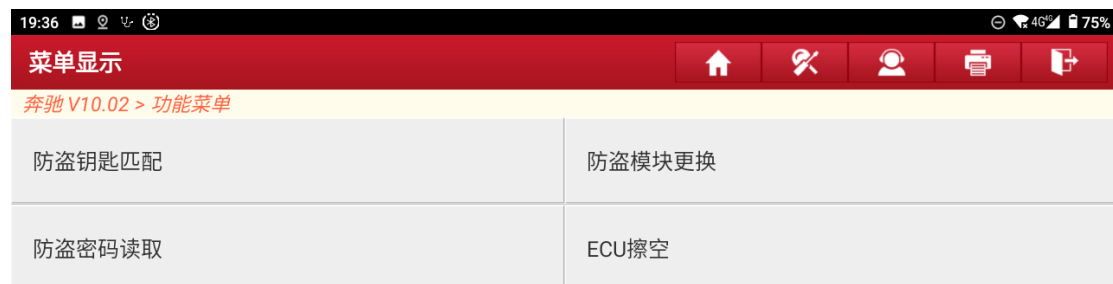 19:36 4G 4G 75%
菜单显示
奔驰 V10.02 > 功能菜单
防盗钥匙匹配 防盗模块更换
防盗密码读取 ECU擦空